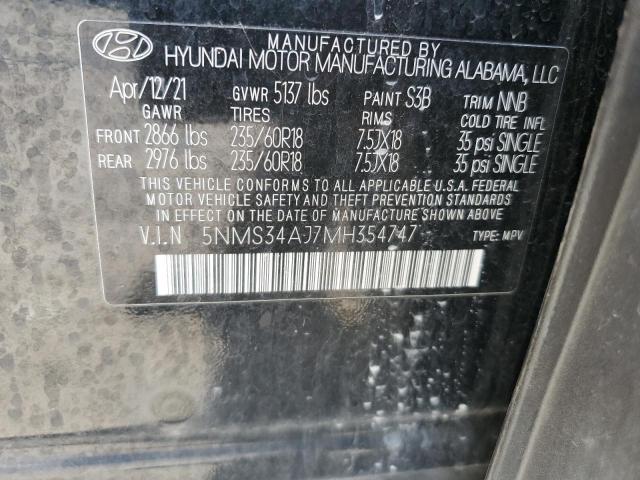 MANUFACTURED BY
HYUNDAI MOTOR MANUFACTURING ALABAMA, LLC
Apr/12/21 GVWR 5137 lbs PAINT S3B TRIM NNB
GAWR TIRES RIMS COLD TIRE INFL
FRONT 2866 lbs 235/60R18 7.5JX18 35 psi SINGLE
REAR 2976 lbs 235/60R18 7.5JX18 35 psi SINGLE
THIS VEHICLE CONFORMS TO ALL APPLICABLE U.S.A. FEDERAL
MOTOR VEHICLE SAFETY AND THEFT PREVENTION STANDARDS
IN EFFECT ON THE DATE OF MANUFACTURE SHOWN ABOVE
V.I.N 5NMS34AJ7MH354747 TYPE: MPV